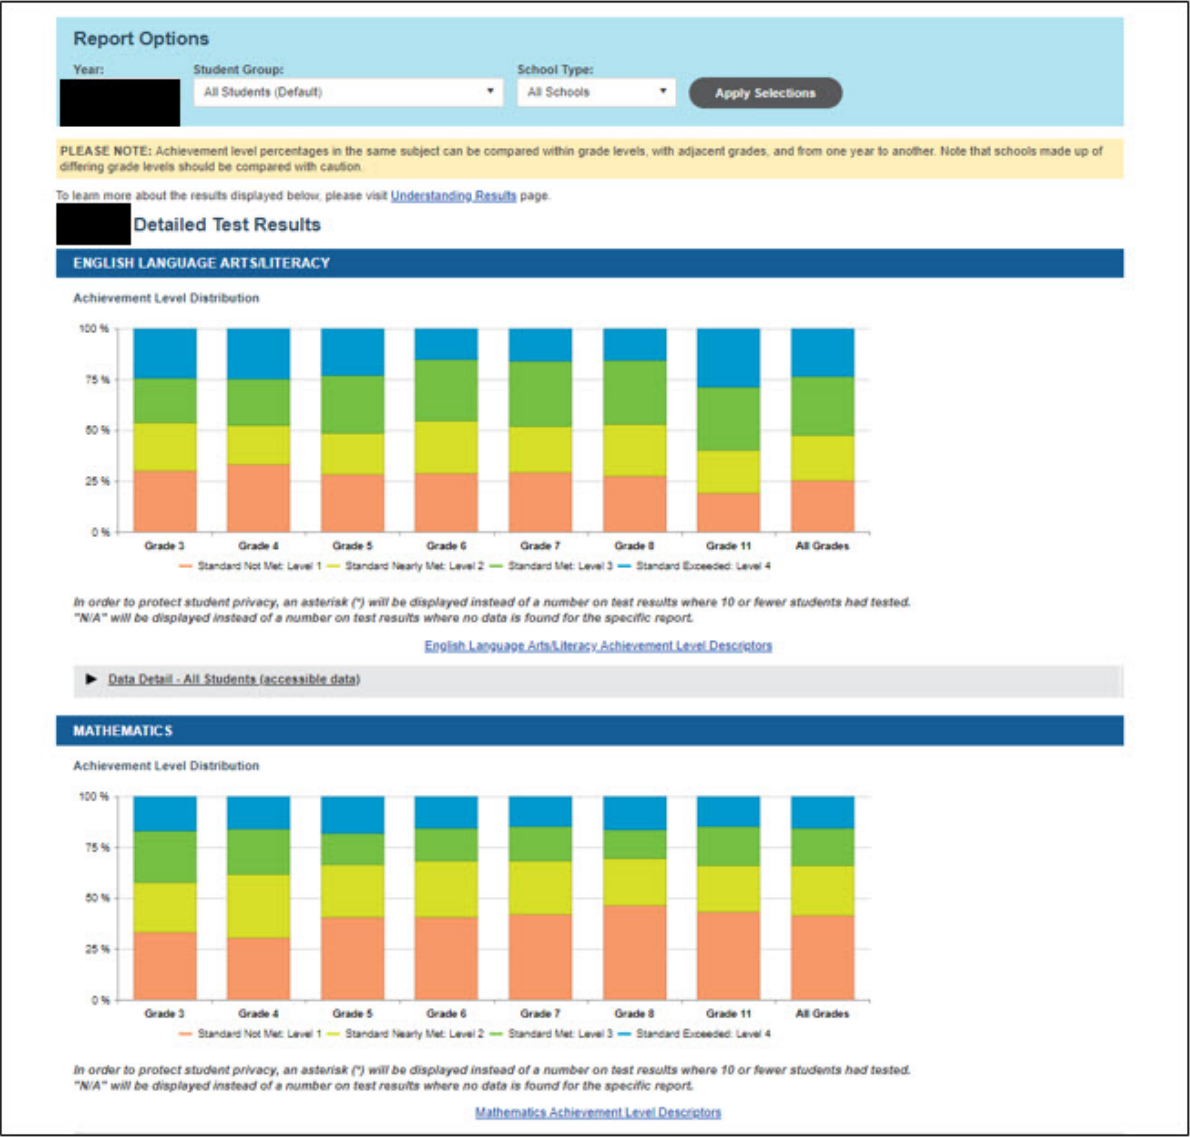 Report Options
Year: Student Group: School Type:
All Students (Default) All Schools Apply Selections
PLEASE NOTE: Achievement level percentages in the same subject can be compared within grade levels, with adjacent grades, and from one year to another. Note that schools made up of
differing grade levels should be compared with caution.
To learn more about the results displayed below, please visit Understanding Results page.
Detailed Test Results
ENGLISH LANGUAGE ARTS/LITERACY
Achievement Level Distribution
100 %
75 %
50 %
25 %
0 %
Grade 3 Grade 4 Grade 5 Grade 6 Grade 7 Grade 8 Grade 11 All Grades
Standard Not Met: Level 1 Standard Nearly Met: Level 2 Standard Met: Level 3 Standard Exceeded: Level 4
In order to protect student privacy, an asterisk (*) will be displayed instead of a number on test results where 10 or fewer students had tested.
"N/A" will be displayed instead of a number on test results where no data is found for the specific report.
English Language Arts/Literacy Achievement Level Descriptors
Data Detail - All Students (accessible data)
MATHEMATICS
Achievement Level Distribution
100 %
75 %
50 %
25 %
0 %
Grade 3 Grade 4 Grade 5 Grade 6 Grade 7 Grade 8 Grade 11 All Grades
Standard Not Met: Level 1 Standard Nearly Met: Level 2 Standard Met: Level 3 Standard Exceeded: Level 4
In order to protect student privacy, an asterisk (*) will be displayed instead of a number on test results where 10 or fewer students had tested.
"N/A" will be displayed instead of a number on test results where no data is found for the specific report.
Mathematics Achievement Level Descriptors